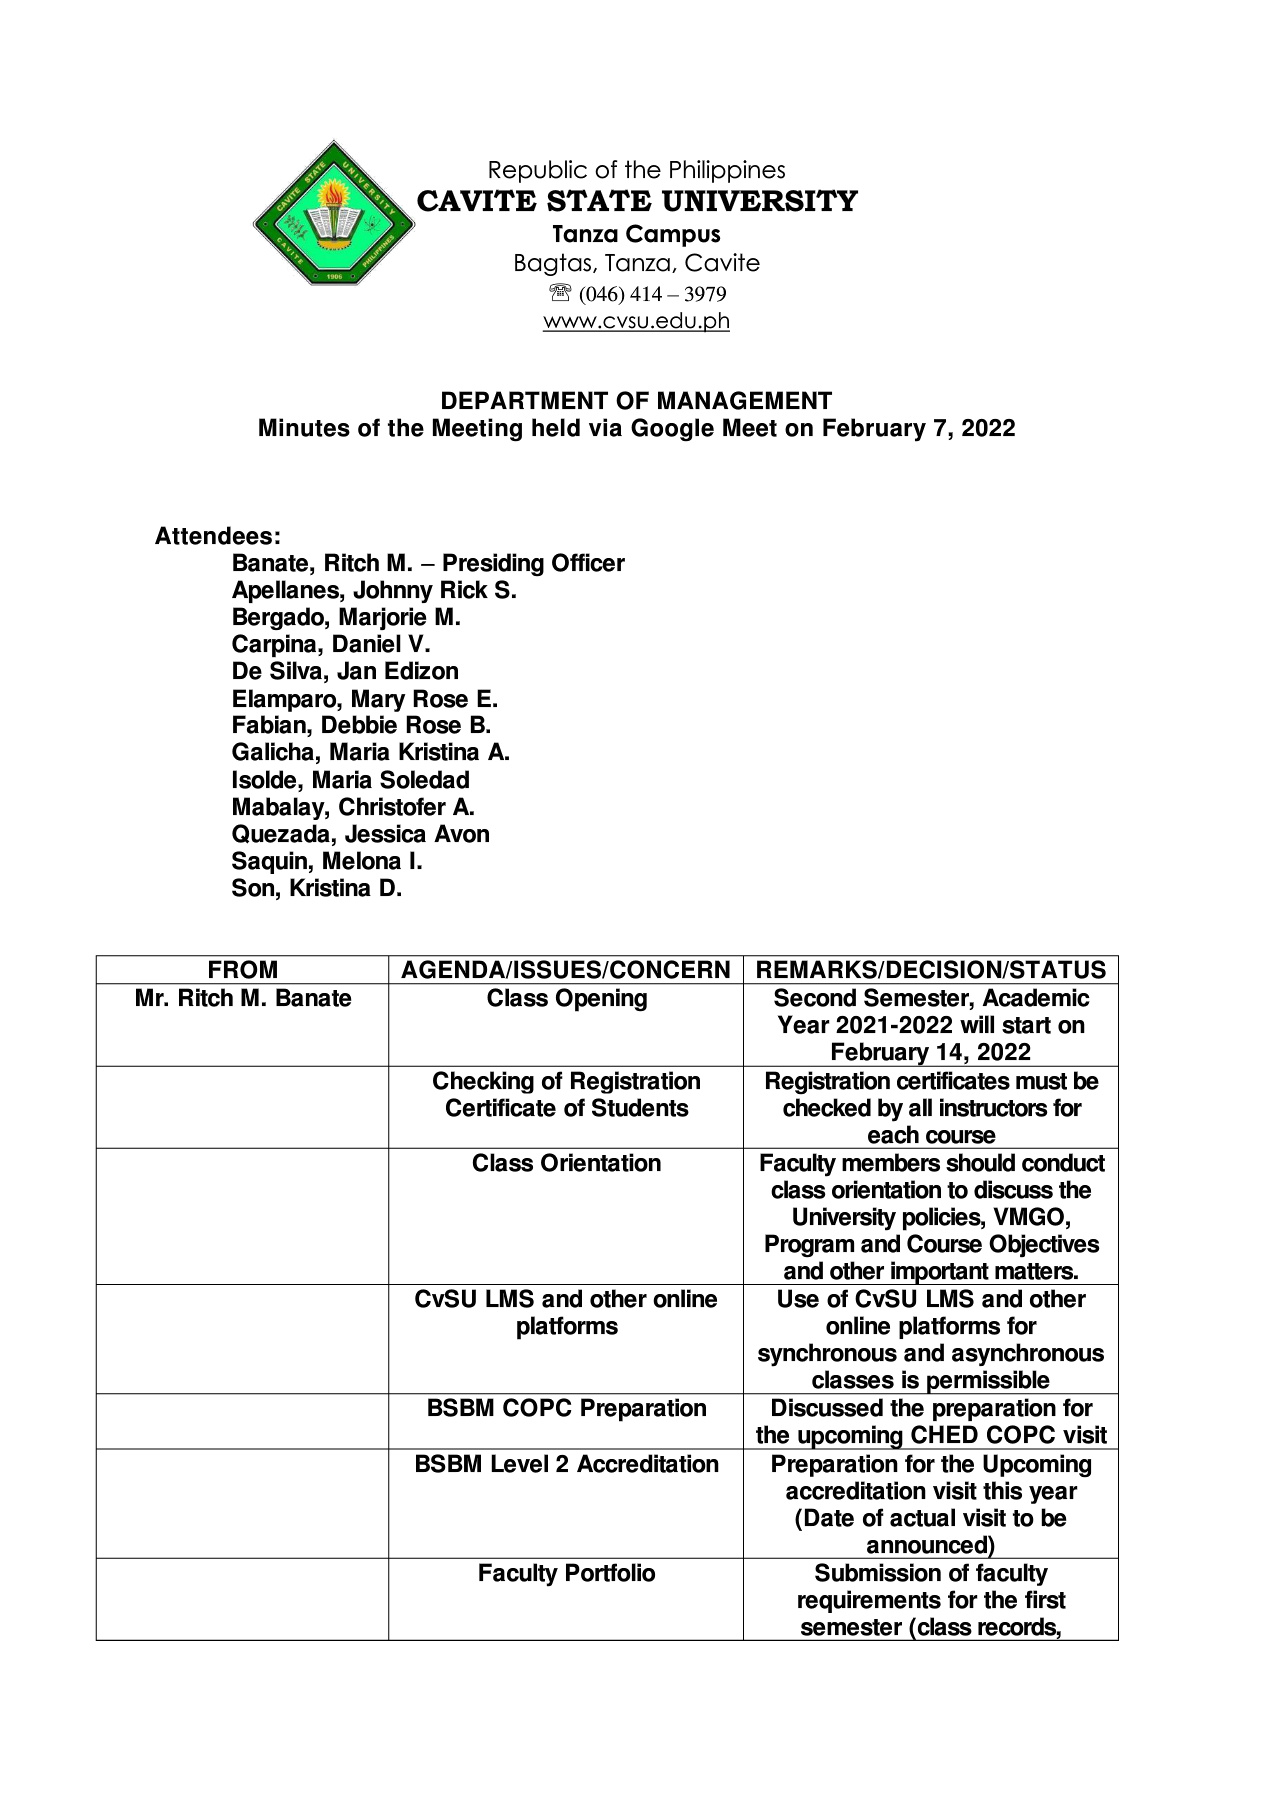 CAVITE STATE UNIVERSITY
CAVITE PHILIPPINES
1906
Republic of the Philippines
CAVITE STATE UNIVERSITY
Tanza Campus
Bagtas, Tanza, Cavite
☏ (046) 414 – 3979
www.cvsu.edu.ph
DEPARTMENT OF MANAGEMENT
Minutes of the Meeting held via Google Meet on February 7, 2022
Attendees:
Banate, Ritch M. – Presiding Officer
Apellanes, Johnny Rick S.
Bergado, Marjorie M.
Carpina, Daniel V.
De Silva, Jan Edizon
Elamparo, Mary Rose E.
Fabian, Debbie Rose B.
Galicha, Maria Kristina A.
Isolde, Maria Soledad
Mabalay, Christofer A.
Quezada, Jessica Avon
Saquin, Melona I.
Son, Kristina D.
FROM AGENDA/ISSUES/CONCERN REMARKS/DECISION/STATUS
Mr. Ritch M. Banate Class Opening Second Semester, Academic
Year 2021-2022 will start on
February 14, 2022
Checking of Registration Registration certificates must be
Certificate of Students checked by all instructors for
each course
Class Orientation Faculty members should conduct
class orientation to discuss the
University policies, VMGO,
Program and Course Objectives
and other important matters.
CvSU LMS and other online Use of CvSU LMS and other
platforms online platforms for
synchronous and asynchronous
classes is permissible
BSBM COPC Preparation Discussed the preparation for
the upcoming CHED COPC visit
BSBM Level 2 Accreditation Preparation for the Upcoming
accreditation visit this year
(Date of actual visit to be
announced)
Faculty Portfolio Submission of faculty
requirements for the first
semester (class records,